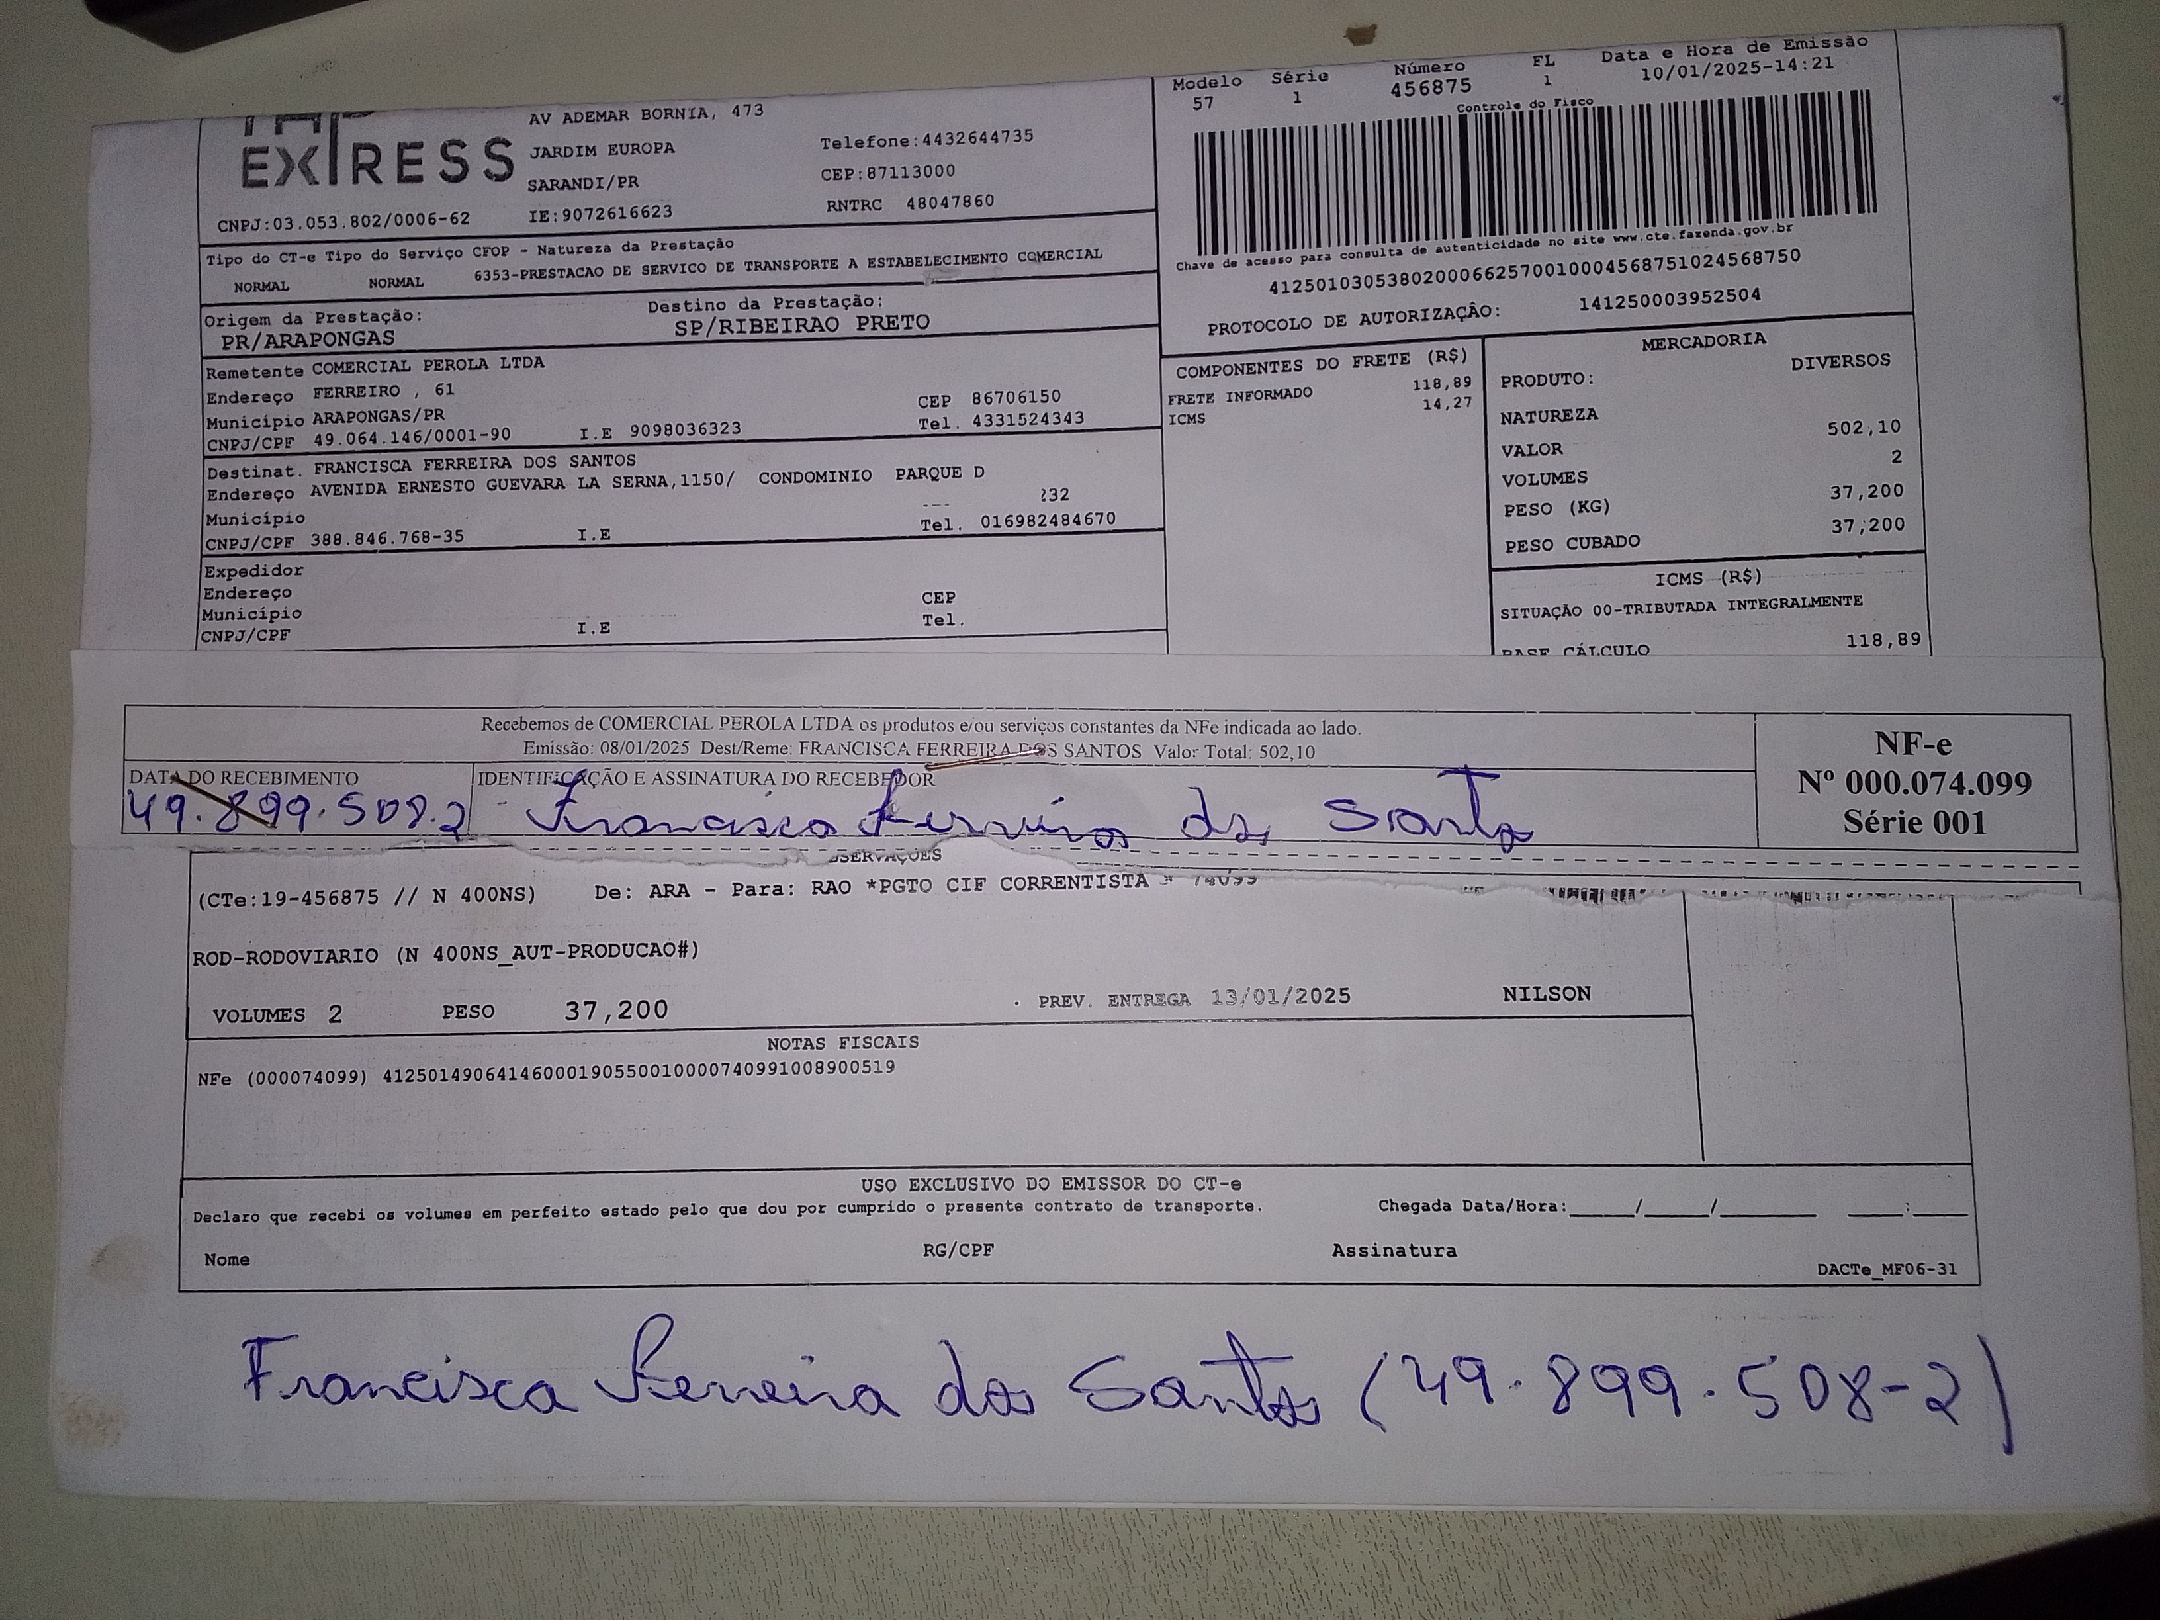 EXPRESS
AV ADEMAR BORNIA, 473
JARDIM EUROPA
Telefone:4432644735
SARANDI/PR
CEP:87113000
CNPJ:03.053.802/0006-62
IE:9072616623
RNTRC 48047860
Modelo Série Número FL Data e Hora de Emissão
57 1 456875 1 10/01/2025-14:21
Controle do Fisco
Chave de acesso para consulta de autenticidade no site www.cte.fazenda.gov.br
41250103053802000662570010004568751024568750
PROTOCOLO DE AUTORIZAÇÃO: 141250003952504
Tipo do CT-e Tipo do Serviço CFOP - Natureza da Prestação
NORMAL NORMAL 6353-PRESTACAO DE SERVICO DE TRANSPORTE A ESTABELECIMENTO COMERCIAL
Origem da Prestação: Destino da Prestação:
PR/ARAPONGAS SP/RIBEIRAO PRETO
Remetente COMERCIAL PEROLA LTDA
Endereço FERREIRO , 61 CEP 86706150
Município ARAPONGAS/PR Tel. 4331524343
CNPJ/CPF 49.064.146/0001-90 I.E 9098036323
Destinat. FRANCISCA FERREIRA DOS SANTOS
Endereço AVENIDA ERNESTO GUEVARA LA SERNA,1150/ CONDOMINIO PARQUE D
Município 232
CNPJ/CPF 388.846.768-35 I.E Tel. 016982484670
Expedidor
Endereço CEP
Município Tel.
CNPJ/CPF I.E
COMPONENTES DO FRETE (R$)
FRETE INFORMADO 118,89
ICMS 14,27
MERCADORIA
PRODUTO: DIVERSOS
NATUREZA
VALOR 502,10
VOLUMES 2
PESO (KG) 37,200
PESO CUBADO 37,200
ICMS (R$)
SITUAÇÃO 00-TRIBUTADA INTEGRALMENTE
BASE CÁLCULO 118,89
Recebemos de COMERCIAL PEROLA LTDA os produtos e/ou serviços constantes da NFe indicada ao lado.
Emissão: 08/01/2025 Dest/Reme: FRANCISCA FERREIRA DOS SANTOS Valor Total: 502,10
DATA DO RECEBIMENTO IDENTIFICAÇÃO E ASSINATURA DO RECEBEDOR
49.899.508.2 Francisca Ferreira dos Santos
NF-e
Nº 000.074.099
Série 001
(CTe:19-456875 // N 400NS) De: ARA - Para: RAO *PGTO CIF CORRENTISTA * 74099
ROD-RODOVIARIO (N 400NS_AUT-PRODUCAO#)
VOLUMES 2 PESO 37,200 PREV. ENTREGA 13/01/2025 NILSON
NOTAS FISCAIS
NFe (000074099) 41250149064146000190550010000740991008900519
USO EXCLUSIVO DO EMISSOR DO CT-e
Declaro que recebi os volumes em perfeito estado pelo que dou por cumprido o presente contrato de transporte. Chegada Data/Hora:_____/_____/_______ ____:____
Nome RG/CPF Assinatura
DACTe_MF06-31
Francisca Ferreira dos Santos (49.899.508-2)